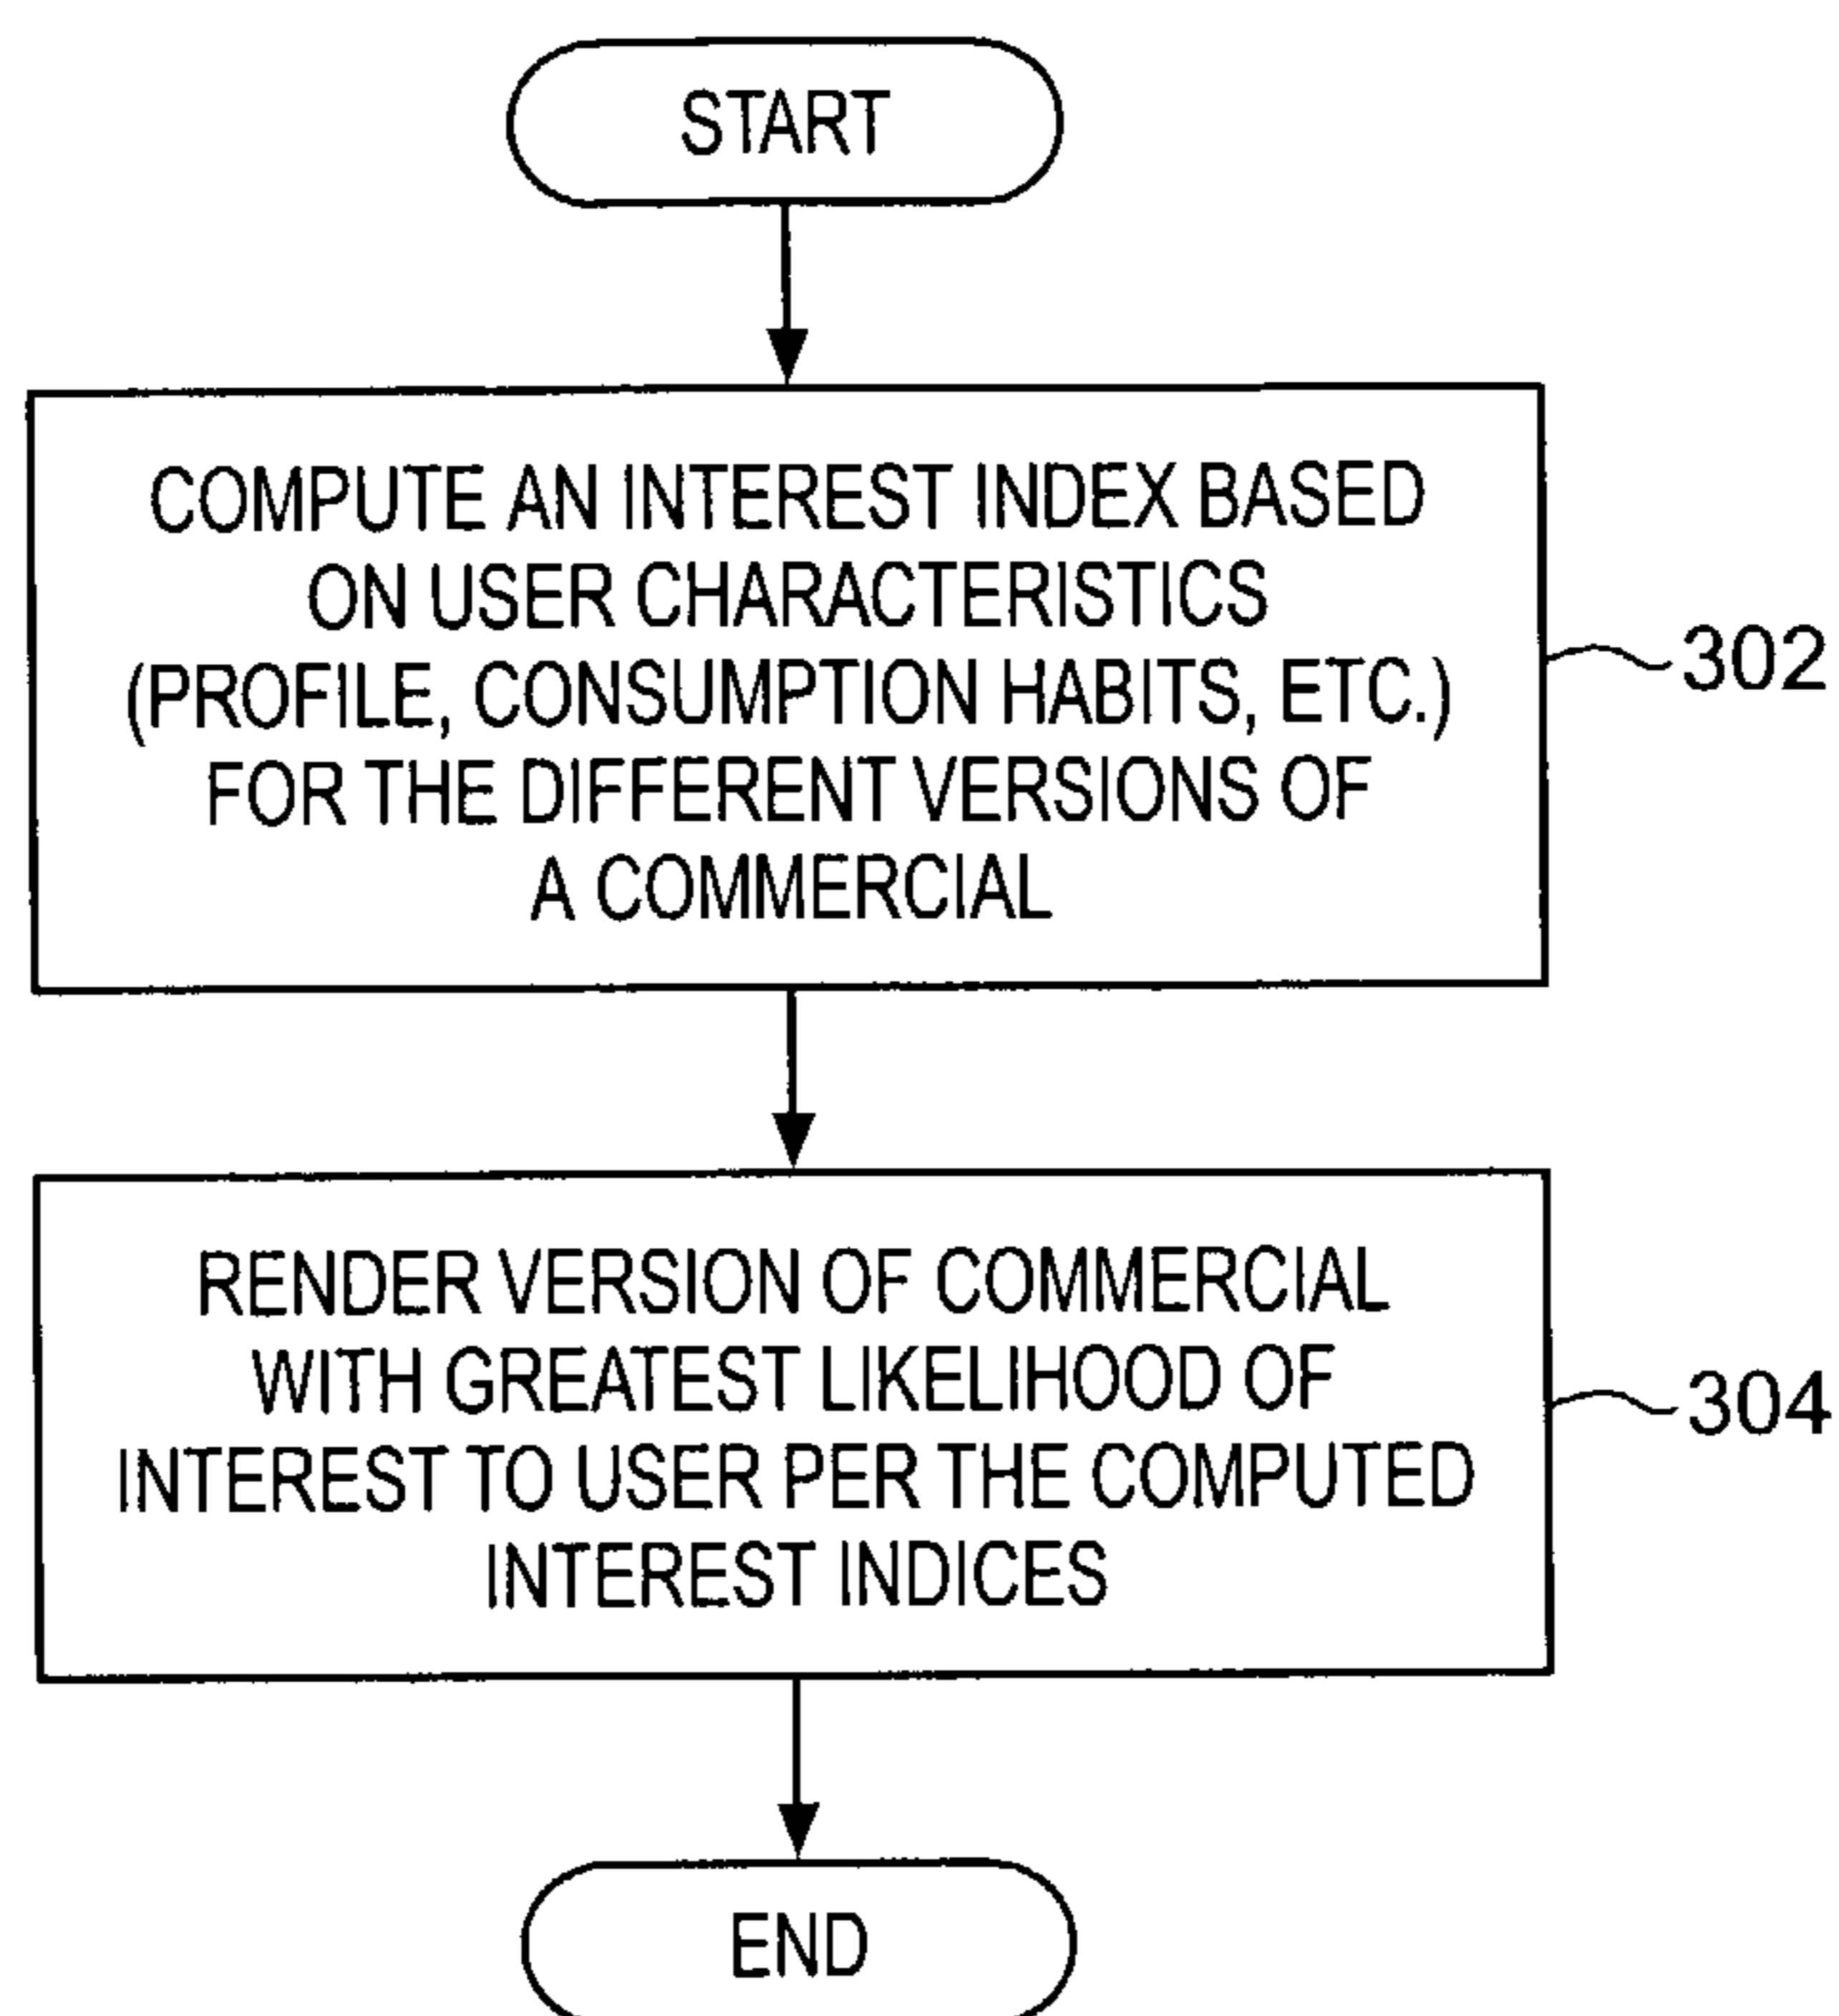 START
COMPUTE AN INTEREST INDEX BASED
ON USER CHARACTERISTICS
(PROFILE, CONSUMPTION HABITS, ETC.)
FOR THE DIFFERENT VERSIONS OF
A COMMERCIAL
302
RENDER VERSION OF COMMERCIAL
WITH GREATEST LIKELIHOOD OF
INTEREST TO USER PER THE COMPUTED
INTEREST INDICES
304
END